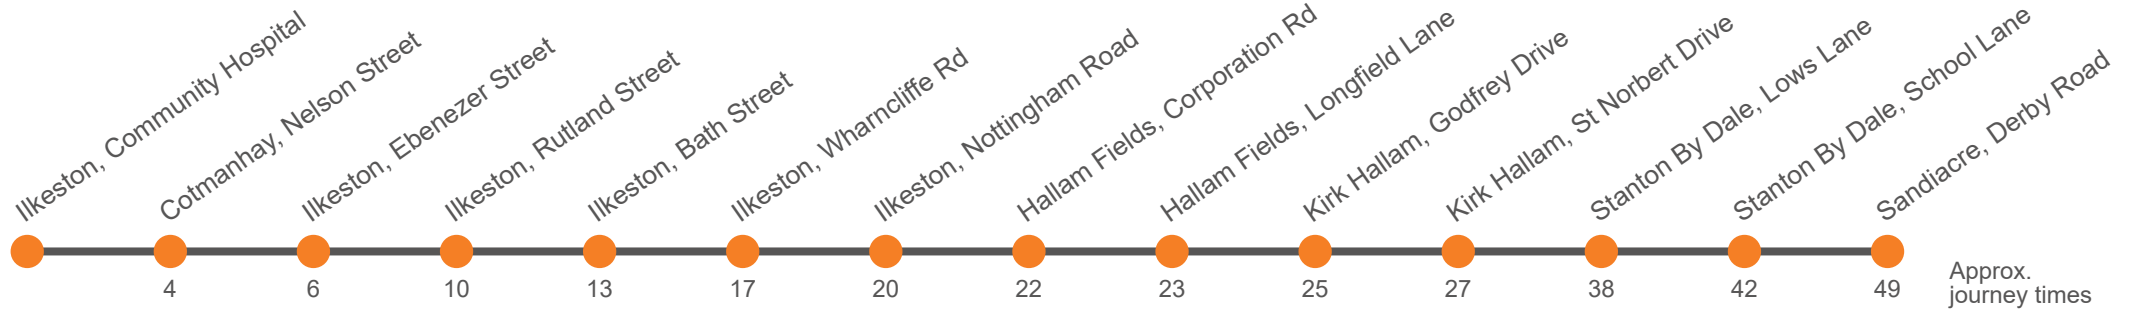 Ilkeston, Community Hospital
Cotmanhay, Nelson Street
Ilkeston, Ebenezer Street
Ilkeston, Rutland Street
Ilkeston, Bath Street
Ilkeston, Wharncliffe Rd
Ilkeston, Nottingham Road
Hallam Fields, Corporation Rd
Hallam Fields, Longfield Lane
Kirk Hallam, Godfrey Drive
Kirk Hallam, St Norbert Drive
Stanton By Dale, Lows Lane
Stanton By Dale, School Lane
Sandiacre, Derby Road
4 6 10 13 17 20 22 23 25 27 38 42 49
Approx.
journey times